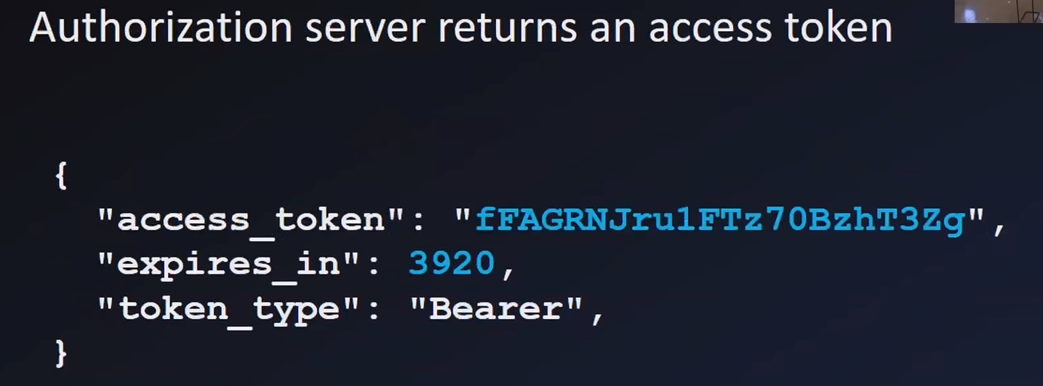 Authorization server returns an access token
{
"access_token": "fFAGRNJru1FTz70BzhT3Zg",
"expires_in": 3920,
"token_type": "Bearer",
}